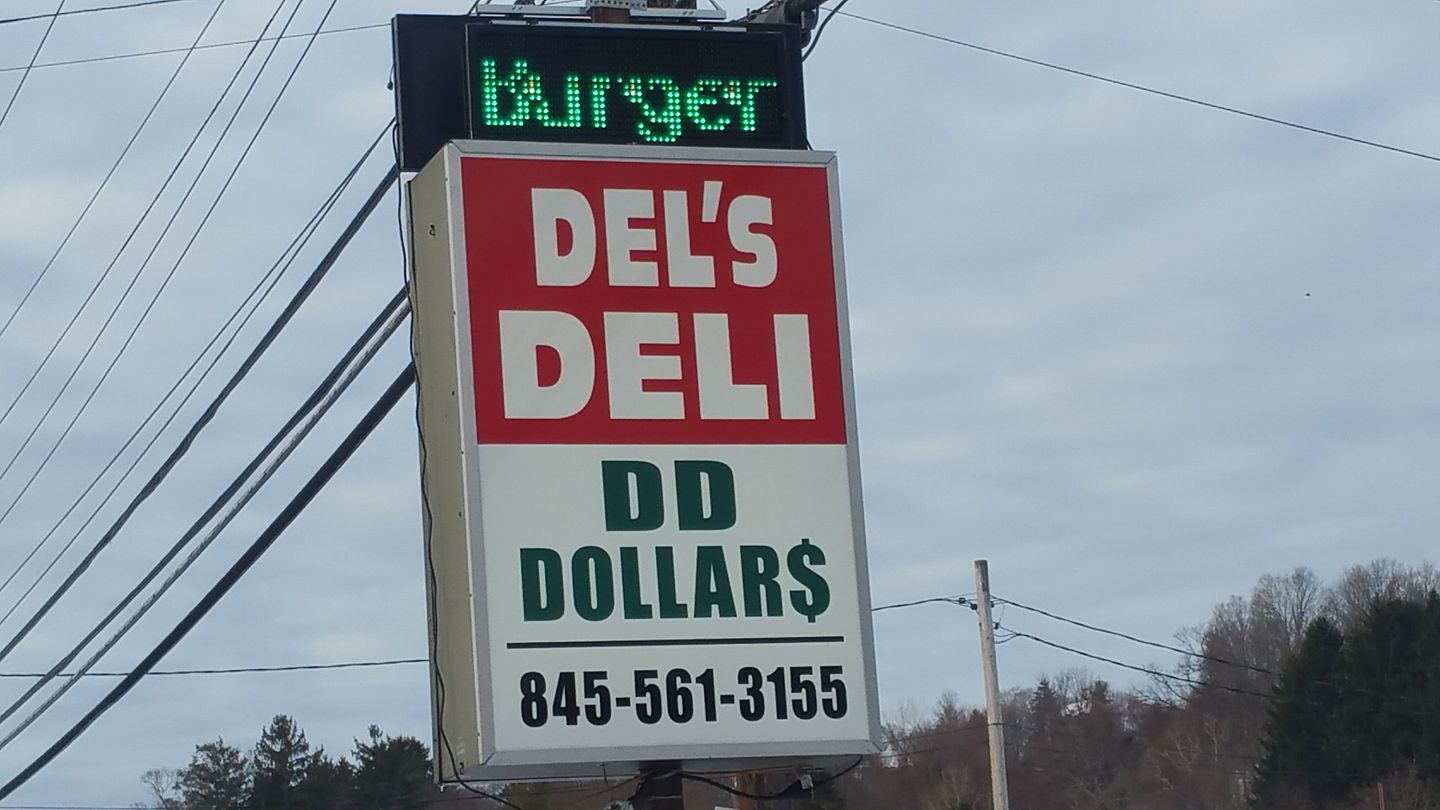 burger
DEL'S
DELI
DD
DOLLAR$
845-561-3155